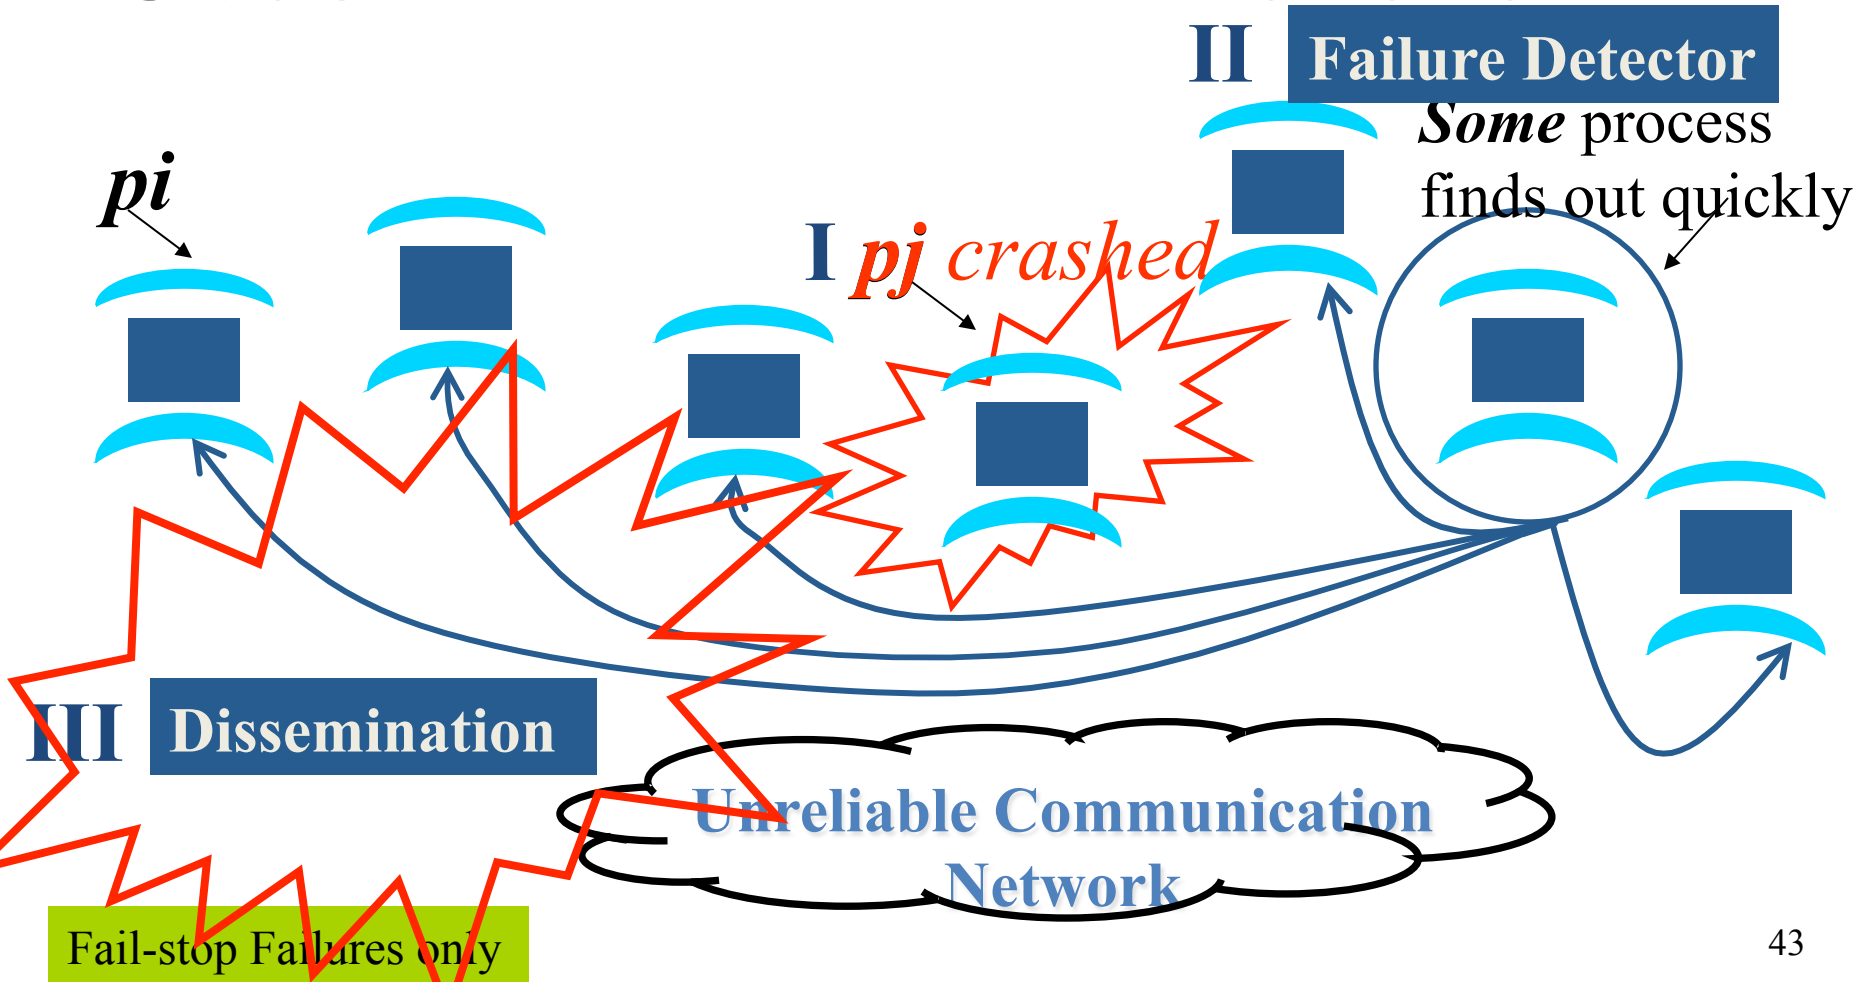 II Failure Detector
Some process
finds out quickly
pi
I pj crashed
III Dissemination
Unreliable Communication
Network
Fail-stop Failures only
43